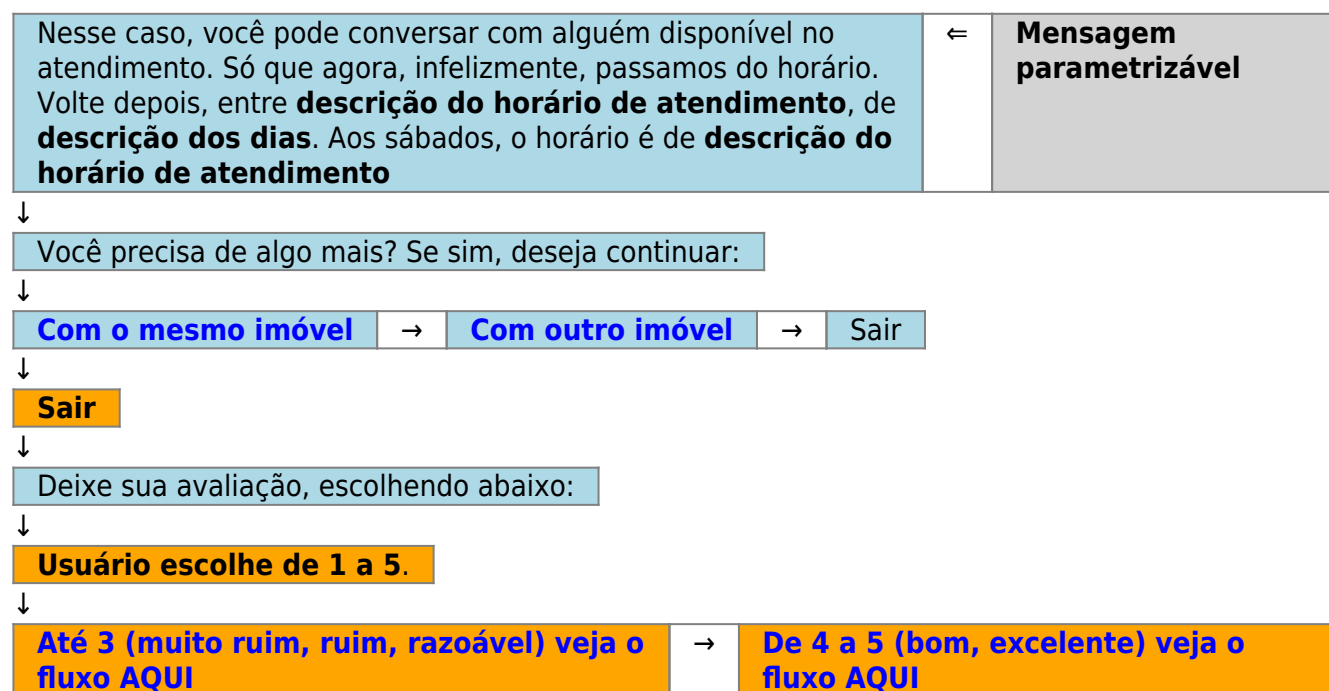 Nesse caso, você pode conversar com alguém disponível no ⇐ Mensagem
atendimento. Só que agora, infelizmente, passamos do horário. parametrizável
Volte depois, entre descrição do horário de atendimento, de
descrição dos dias. Aos sábados, o horário é de descrição do
horário de atendimento
↓
Você precisa de algo mais? Se sim, deseja continuar:
↓
Com o mesmo imóvel → Com outro imóvel → Sair
↓
Sair
↓
Deixe sua avaliação, escolhendo abaixo:
↓
Usuário escolhe de 1 a 5.
↓
Até 3 (muito ruim, ruim, razoável) veja o → De 4 a 5 (bom, excelente) veja o
fluxo AQUI fluxo AQUI